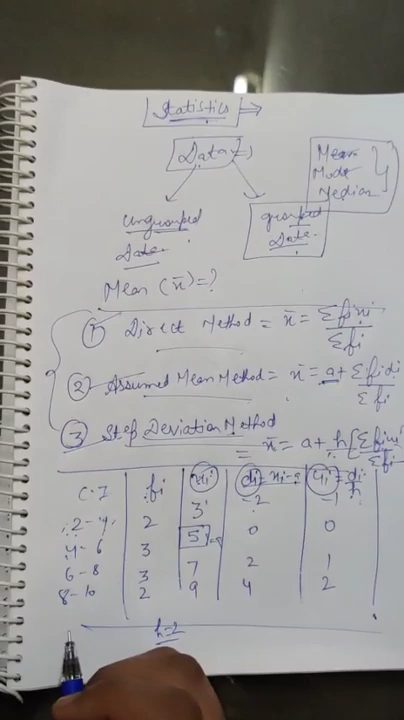 Statistics ⇒
Data ⇒
Mean
Mode
Median
ungrouped
Data
grouped
Data
Mean (x̄) = ?
① Direct Method = x̄ = Σfixi / Σfi
② Assumed Mean Method = x̄ = a + Σfidi / Σfi
③ Step Deviation Method
= x̄ = a + h[Σfiui / Σfi
C.I fi xi di = xi - a ui = di / h
2-4 2 3 -2 -1
4-6 3 5 0 0
6-8 3 7 2 1
8-10 2 9 4 2
h=2